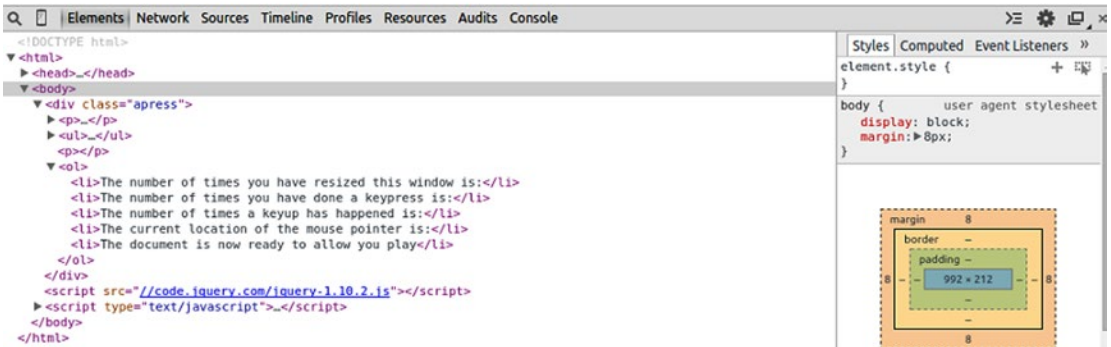 Elements Network Sources Timeline Profiles Resources Audits Console
<!DOCTYPE html>
▼<html>
▶<head>…</head>
▼<body>
▼<div class="apress">
▶<p>…</p>
▶<ul>…</ul>
<p></p>
▼<ol>
<li>The number of times you have resized this window is:</li>
<li>The number of times you have done a keypress is:</li>
<li>The number of times a keyup has happened is:</li>
<li>The current location of the mouse pointer is:</li>
<li>The document is now ready to allow you play</li>
</ol>
</div>
<script src="//code.jquery.com/jquery-1.10.2.js"></script>
▶<script type="text/javascript">…</script>
</body>
</html>
Styles Computed Event Listeners »
element.style {
}
body { user agent stylesheet
display: block;
margin:▶8px;
}
margin 8
border –
padding –
8 – – 992 × 212 – – 8
–
–
8